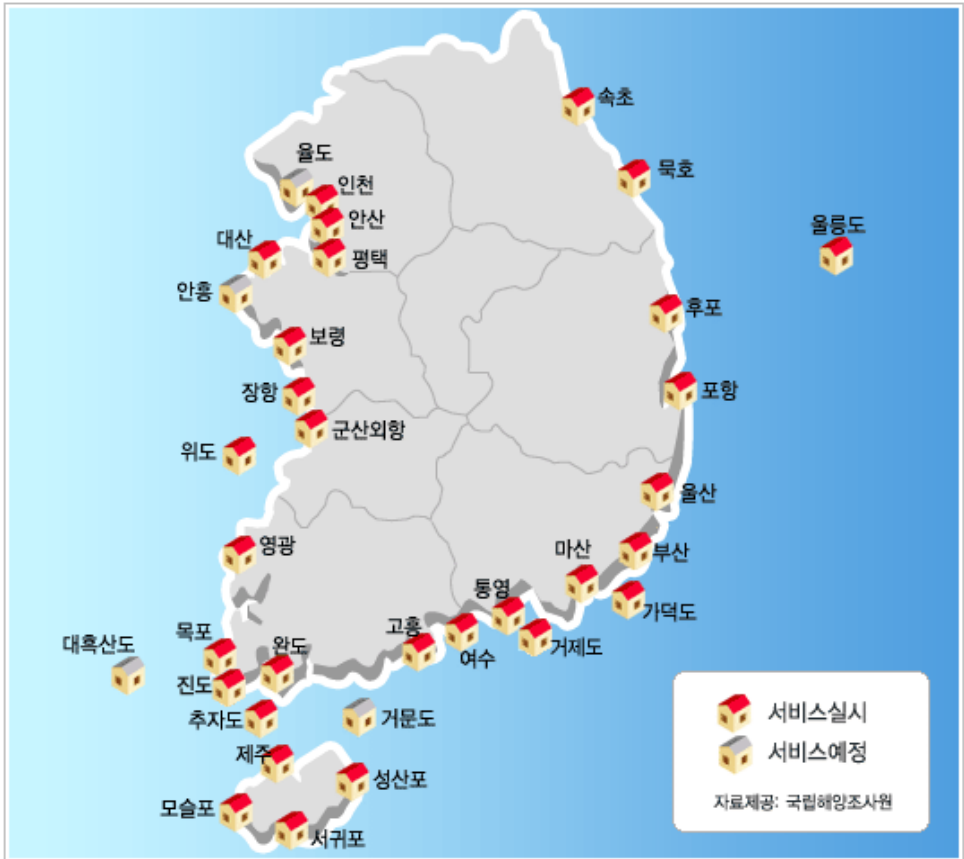 속초
율도
묵호
인천
안산
울릉도
대산
평택
안흥
후포
보령
장항
포항
군산외항
위도
울산
영광
마산
부산
통영
가덕도
고흥
목포
완도
거제도
대흑산도
여수
진도
추자도
거문도
서비스실시
제주
서비스예정
성산포
모슬포
자료제공: 국립해양조사원
서귀포